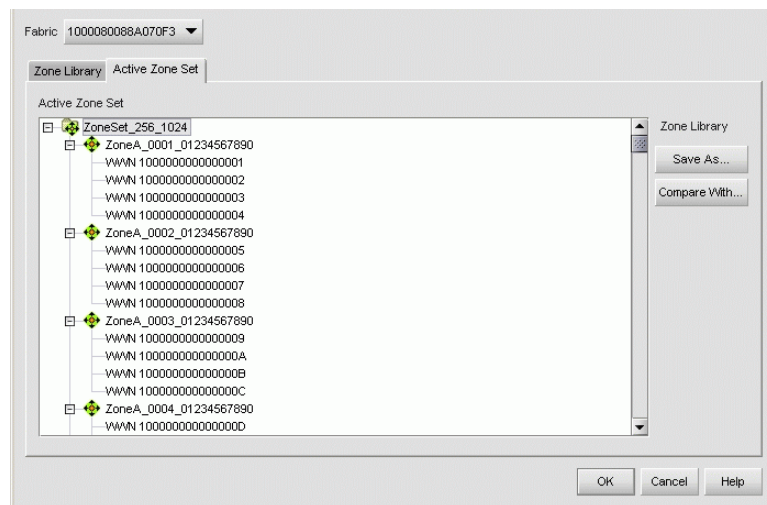 Fabric 1000080088A070F3
Zone Library Active Zone Set
Active Zone Set
ZoneSet_256_1024
Zone Library
ZoneA_0001_01234567890
WWN 1000000000000001
Save As...
WWN 1000000000000002
WWN 1000000000000003
Compare With...
WWN 1000000000000004
ZoneA_0002_01234567890
WWN 1000000000000005
WWN 1000000000000006
WWN 1000000000000007
WWN 1000000000000008
ZoneA_0003_01234567890
WWN 1000000000000009
WWN 100000000000000A
WWN 100000000000000B
WWN 100000000000000C
ZoneA_0004_01234567890
WWN 100000000000000D
OK Cancel Help